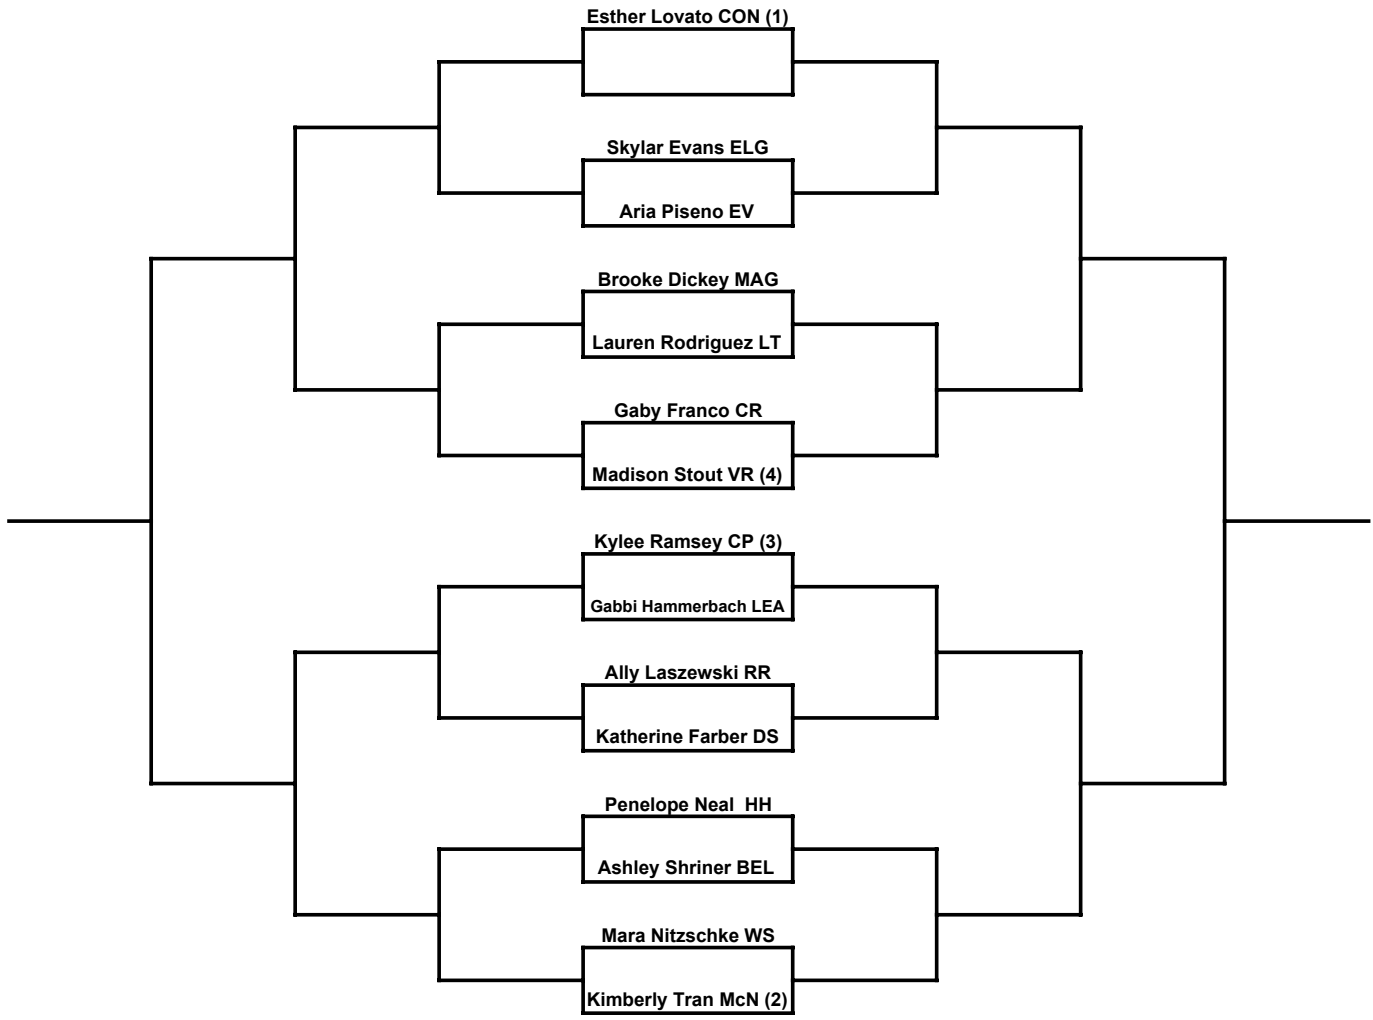 Esther Lovato CON (1)
Skylar Evans ELG
Aria Piseno EV
Brooke Dickey MAG
Lauren Rodriguez LT
Gaby Franco CR
Madison Stout VR (4)
Kylee Ramsey CP (3)
Gabbi Hammerbach LEA
Ally Laszewski RR
Katherine Farber DS
Penelope Neal  HH
Ashley Shriner BEL
Mara Nitzschke WS
Kimberly Tran McN (2)